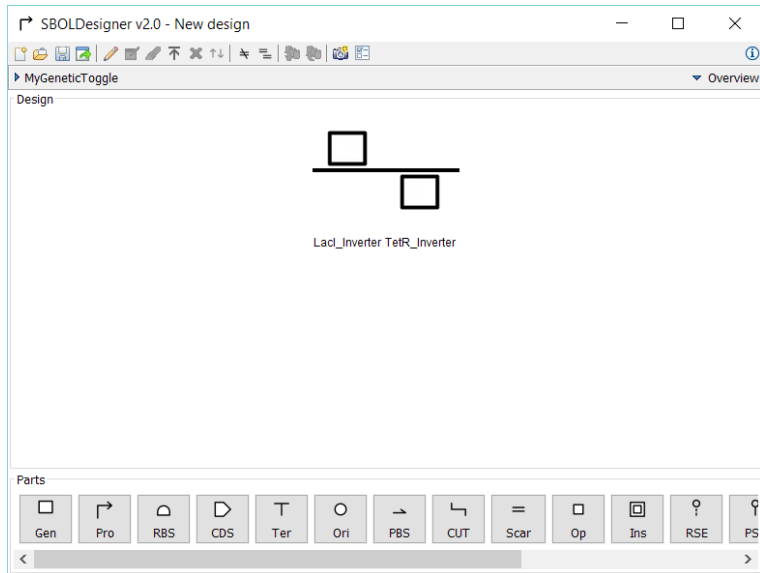 SBOLDesigner v2.0 - New design
MyGeneticToggle Overview
Design
LacI_Inverter TetR_Inverter
Parts
Gen Pro RBS CDS Ter Ori PBS CUT Scar Op Ins RSE PS